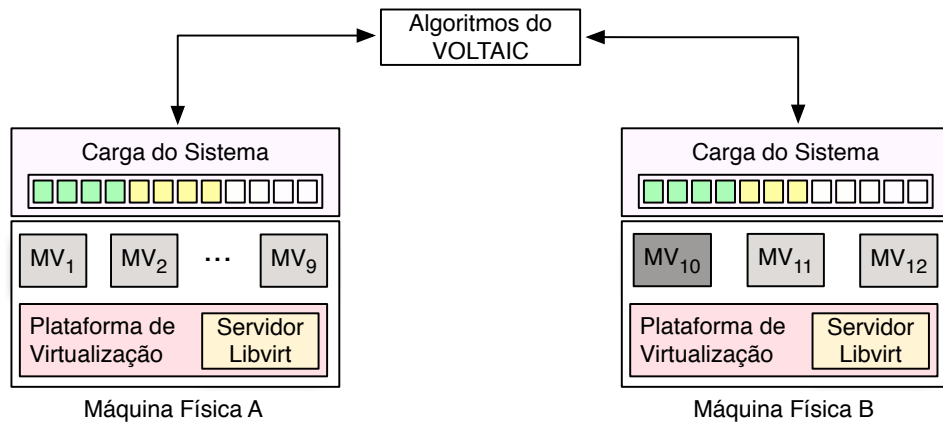 Algoritmos do
VOLTAIC
Carga do Sistema
MV1 MV2 ... MV9
Plataforma de
Virtualização
Servidor
Libvirt
Máquina Física A
Carga do Sistema
MV10 MV11 MV12
Plataforma de
Virtualização
Servidor
Libvirt
Máquina Física B